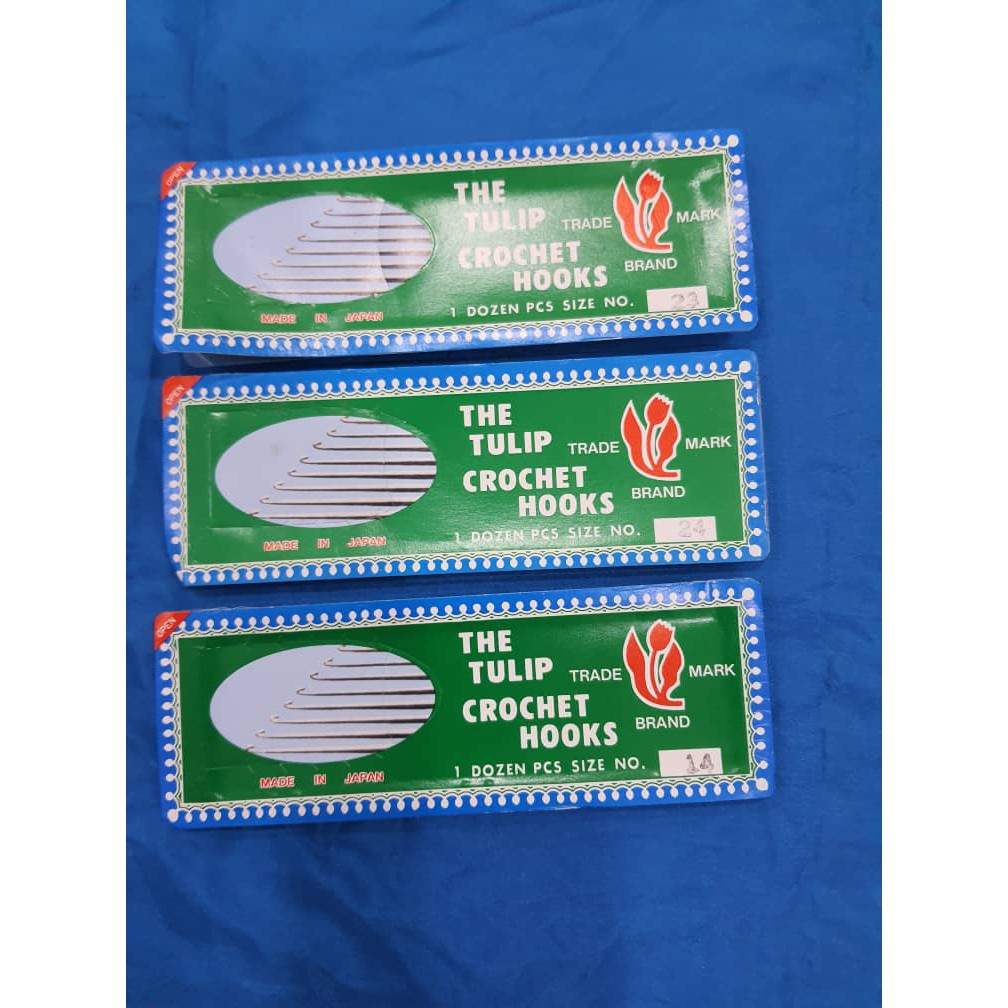 OPEN
THE
TULIP
CROCHET
HOOKS
TRADE MARK
BRAND
1 DOZEN PCS SIZE NO. 23
MADE IN JAPAN
OPEN
THE
TULIP
CROCHET
HOOKS
TRADE MARK
BRAND
1 DOZEN PCS SIZE NO. 24
MADE IN JAPAN
OPEN
THE
TULIP
CROCHET
HOOKS
TRADE MARK
BRAND
1 DOZEN PCS SIZE NO. 14
MADE IN JAPAN